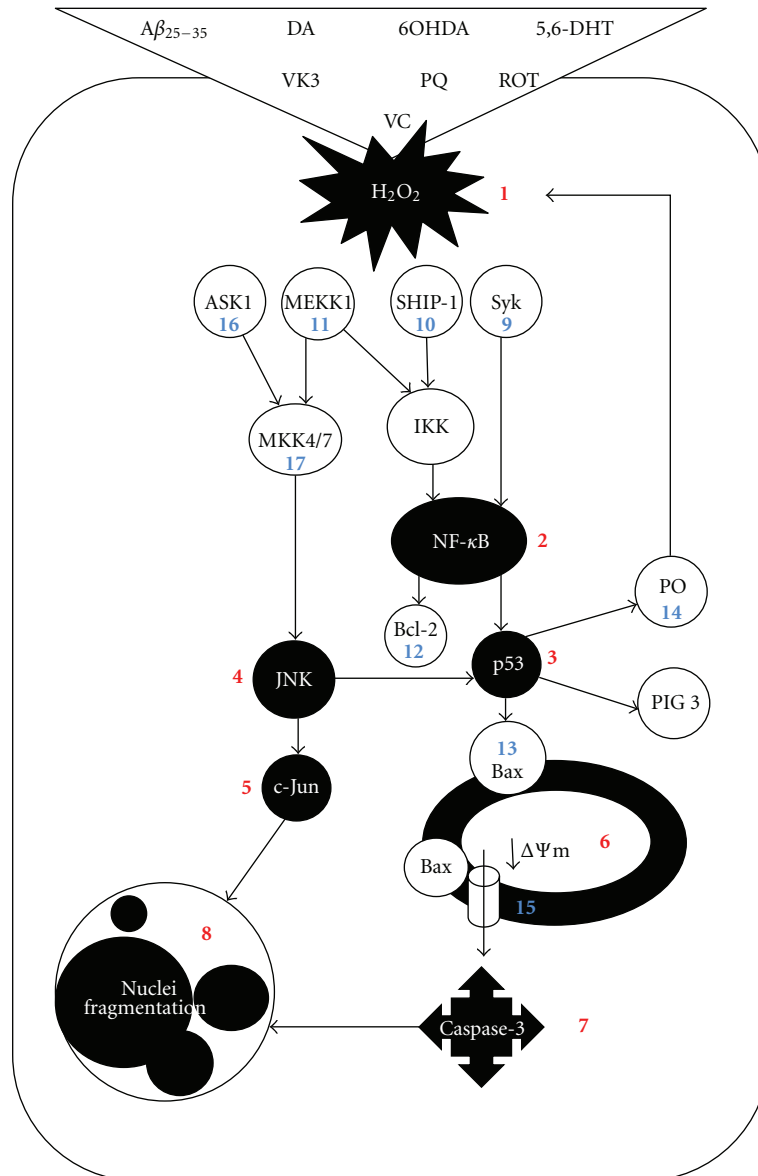 Aβ25−35 DA 6OHDA 5,6-DHT
VK3 PQ ROT
VC
H2O2 1
ASK1 MEKK1 SHIP-1 Syk
16 11 10 9
MKK4/7 IKK
17
NF-κB 2
PO
14
Bcl-2
12
p53 3
4 JNK
PIG 3
13
Bax
5 c-Jun
ΔΨm 6
Bax
15
8
Nuclei
fragmentation
Caspase-3 7